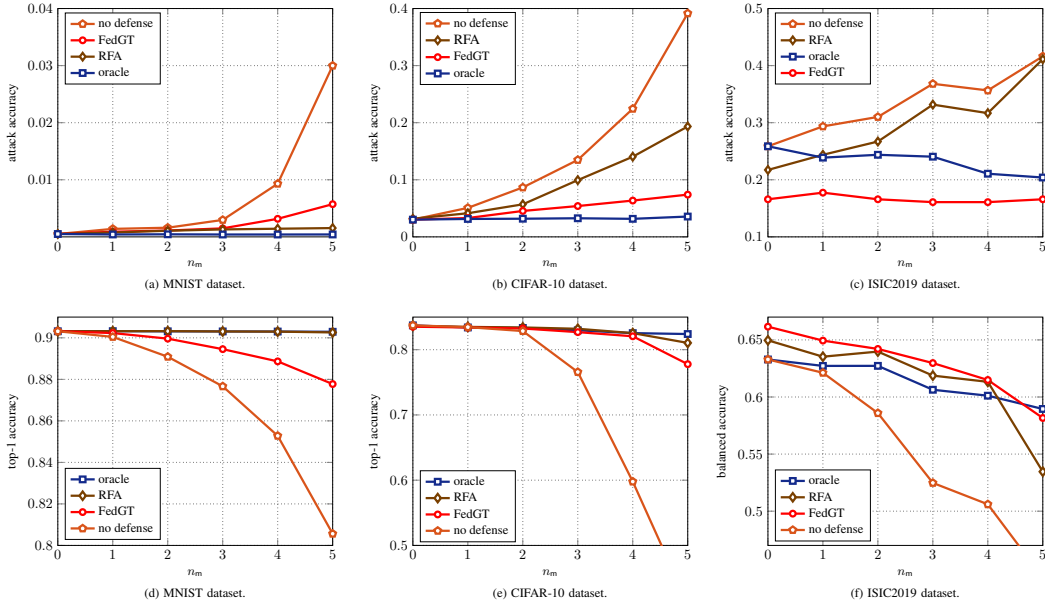 0.04
0.03
0.02
0.01
0
0 1 2 3 4 5
attack accuracy
n_m
no defense
FedGT
RFA
oracle
(a) MNIST dataset.
0.4
0.3
0.2
0.1
0
0 1 2 3 4 5
attack accuracy
n_m
no defense
RFA
FedGT
oracle
(b) CIFAR-10 dataset.
0.5
0.4
0.3
0.2
0.1
0 1 2 3 4 5
attack accuracy
n_m
no defense
RFA
oracle
FedGT
(c) ISIC2019 dataset.
0.9
0.88
0.86
0.84
0.82
0.8
0 1 2 3 4 5
top-1 accuracy
n_m
oracle
RFA
FedGT
no defense
(d) MNIST dataset.
0.8
0.7
0.6
0.5
0 1 2 3 4 5
top-1 accuracy
n_m
oracle
RFA
FedGT
no defense
(e) CIFAR-10 dataset.
0.65
0.6
0.55
0.5
0 1 2 3 4 5
balanced accuracy
n_m
oracle
RFA
FedGT
no defense
(f) ISIC2019 dataset.